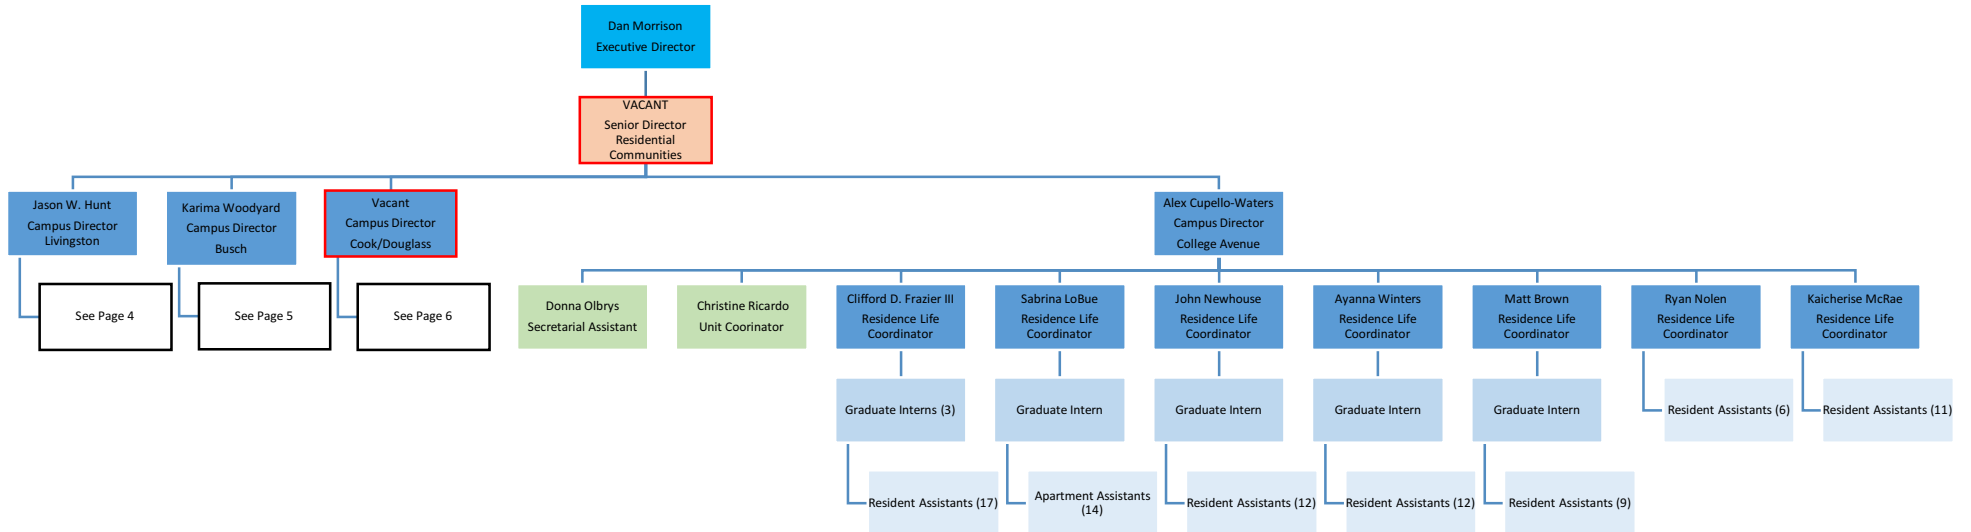 Dan Morrison
Executive Director
VACANT
Senior Director
Residential
Communities
Jason W. Hunt
Campus Director
Livingston
Karima Woodyard
Campus Director
Busch
Vacant
Campus Director
Cook/Douglass
Alex Cupello-Waters
Campus Director
College Avenue
See Page 4
See Page 5
See Page 6
Donna Olbrys
Secretarial Assistant
Christine Ricardo
Unit Coorinator
Clifford D. Frazier III
Residence Life
Coordinator
Sabrina LoBue
Residence Life
Coordinator
John Newhouse
Residence Life
Coordinator
Ayanna Winters
Residence Life
Coordinator
Matt Brown
Residence Life
Coordinator
Ryan Nolen
Residence Life
Coordinator
Kaicherise McRae
Residence Life
Coordinator
Graduate Interns (3)
Graduate Intern
Graduate Intern
Graduate Intern
Graduate Intern
Resident Assistants (6)
Resident Assistants (11)
Resident Assistants (17)
Apartment Assistants
(14)
Resident Assistants (12)
Resident Assistants (12)
Resident Assistants (9)